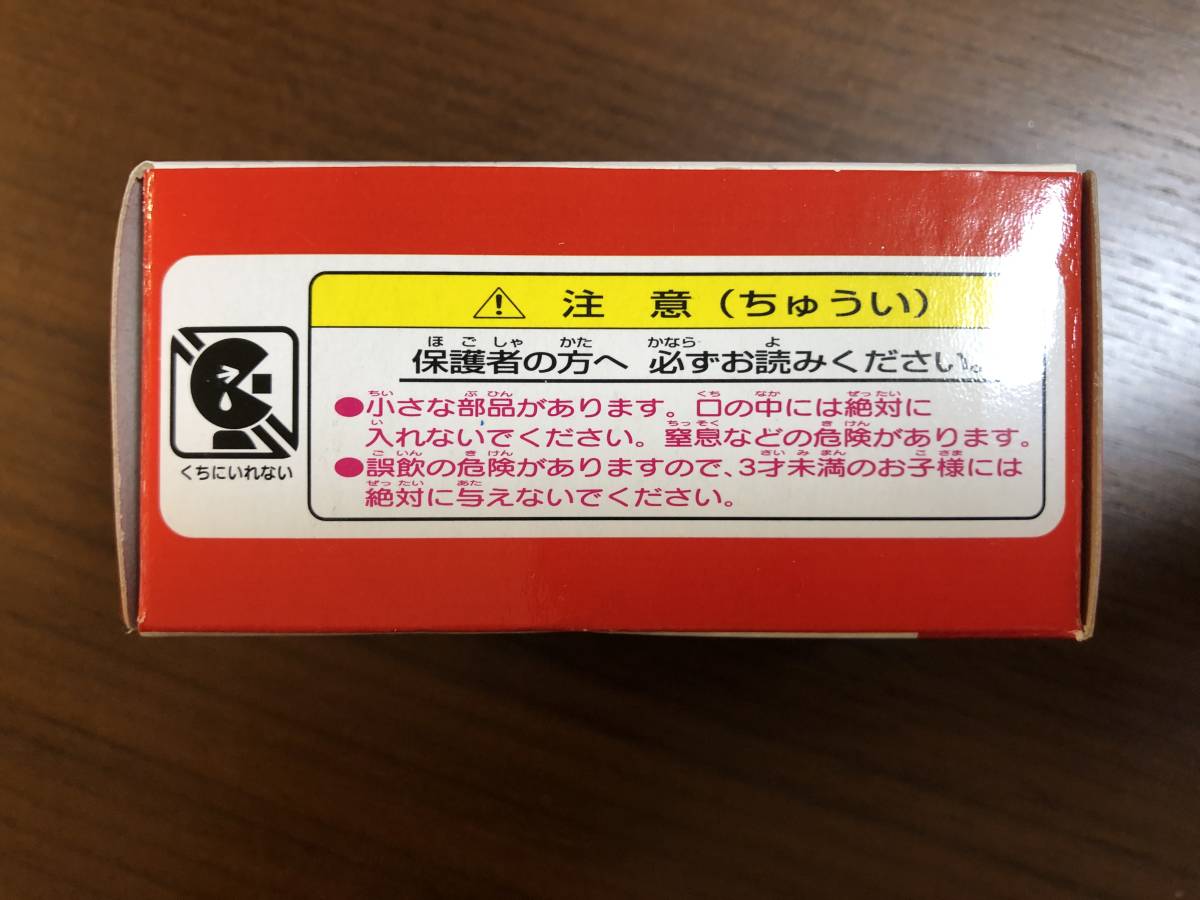 注意（ちゅうい）
保護者の方へ 必ずお読みください。
●小さな部品があります。口の中には絶対に
入れないでください。窒息などの危険があります。
●誤飲の危険がありますので、3才未満のお子様には
絶対に与えないでください。
くちにいれない